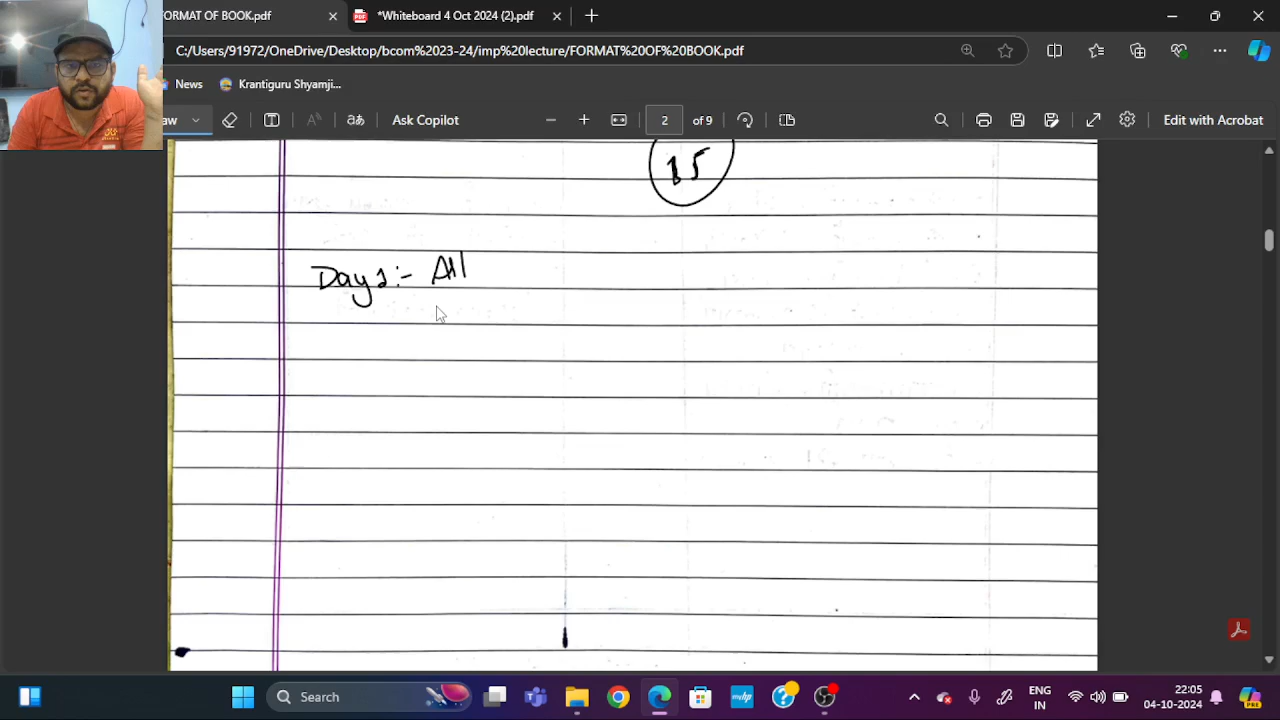 FORMAT OF BOOK.pdf
*Whiteboard 4 Oct 2024 (2).pdf
C:/Users/91972/OneDrive/Desktop/bcom%2023-24/imp%20lecture/FORMAT%20OF%20BOOK.pdf
News
Krantiguru Shyamji...
aw
Ask Copilot
2 of 9
Edit with Acrobat
15
Day 1:- All
Search
ENG
IN
22:05
04-10-2024